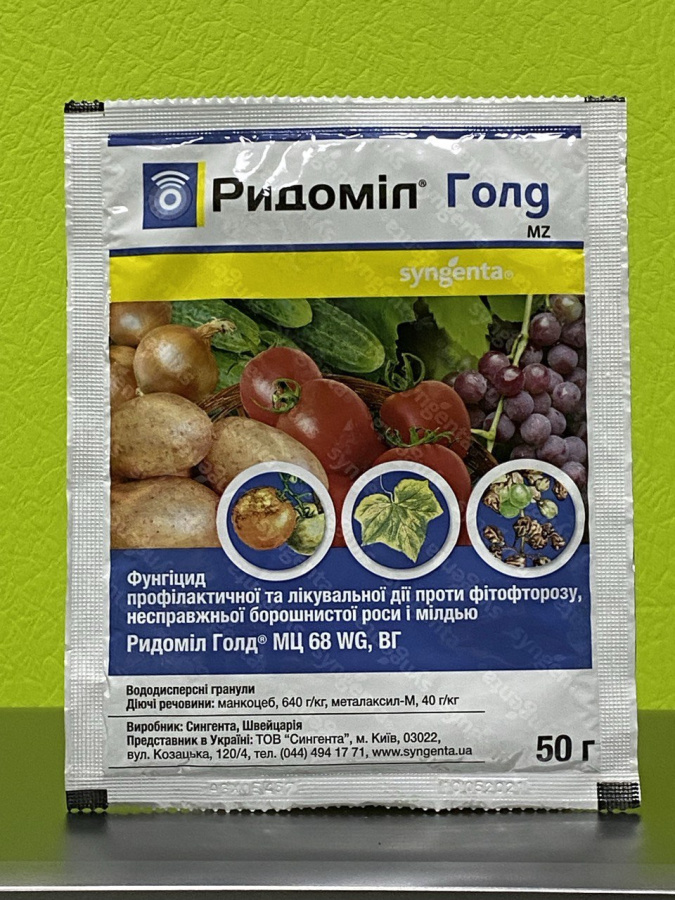 Ридоміл® Голд
MZ
syngenta®
Фунгіцид
профілактичної та лікувальної дії проти фітофторозу,
несправжньої борошнистої роси і мілдью
Ридоміл Голд® МЦ 68 WG, ВГ
Вододисперсні гранули
Діючі речовини: манкоцеб, 640 г/кг, металаксил-М, 40 г/кг
Виробник: Сингента, Швейцарія
Представник в Україні: ТОВ "Сингента", м. Київ, 03022,
вул. Козацька, 120/4, тел. (044) 494 17 71, www.syngenta.ua
50 г